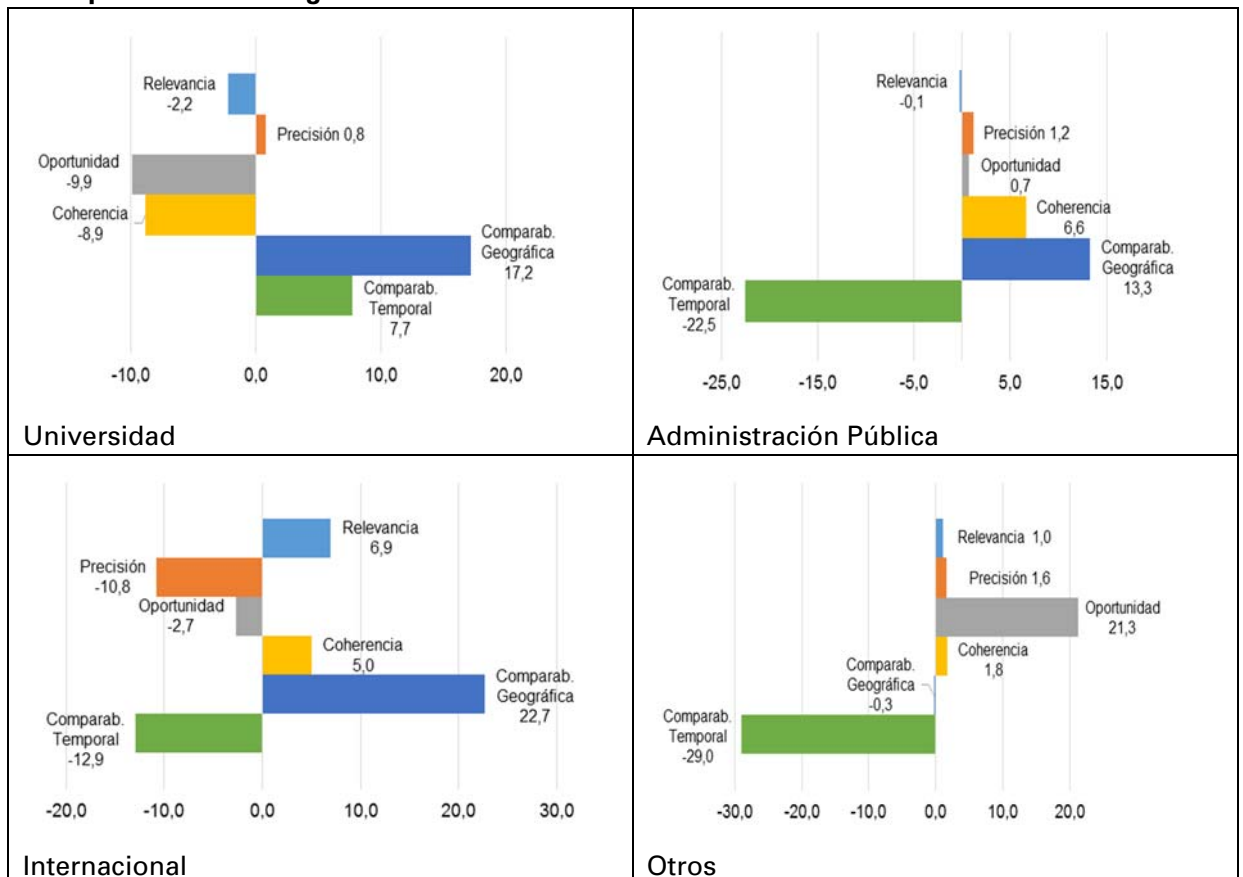 Relevancia
-2,2
Precisión 0,8
Oportunidad
-9,9
Coherencia
-8,9
Comparab.
Geográfica
17,2
Comparab.
Temporal
7,7
-10,0 0,0 10,0 20,0
Universidad
Relevancia
-0,1
Precisión 1,2
Oportunidad
0,7
Coherencia
6,6
Comparab.
Geográfica
13,3
Comparab.
Temporal
-22,5
-25,0 -15,0 -5,0 5,0 15,0
Administración Pública
Relevancia
6,9
Precisión
-10,8
Oportunidad
-2,7
Coherencia
5,0
Comparab.
Geográfica
22,7
Comparab.
Temporal
-12,9
-20,0 -10,0 0,0 10,0 20,0 30,0
Internacional
Relevancia 1,0
Precisión 1,6
Oportunidad
21,3
Coherencia
1,8
Comparab.
Geográfica
-0,3
Comparab.
Temporal
-29,0
-30,0 -20,0 -10,0 0,0 10,0 20,0
Otros